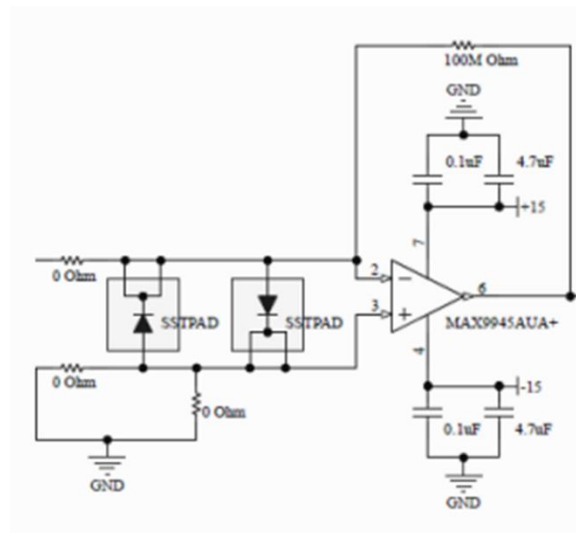 100M Ohm
GND
0.1uF 4.7uF
+15
7
0 Ohm
2
3
6
SSTPAD SSTPAD
MAX9945AUA+
4
0 Ohm
-15
0 Ohm
0.1uF 4.7uF
GND
GND